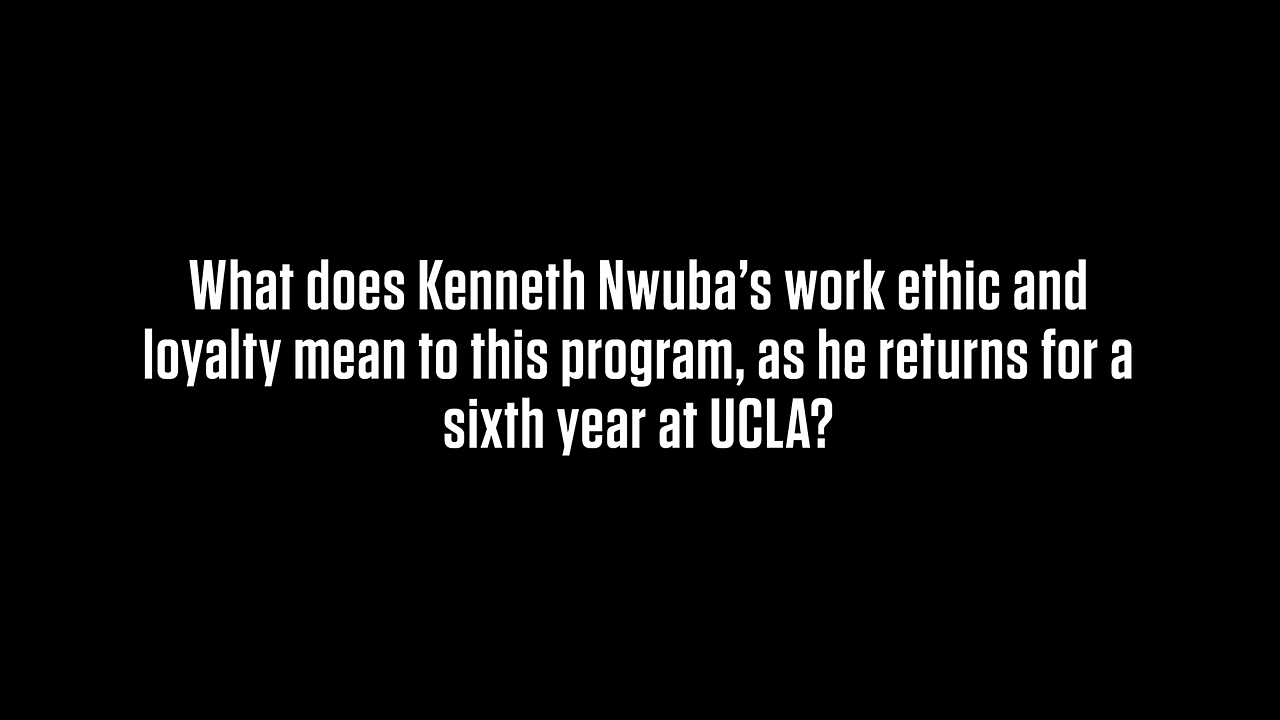 What does Kenneth Nwuba’s work ethic and
loyalty mean to this program, as he returns for a
sixth year at UCLA?